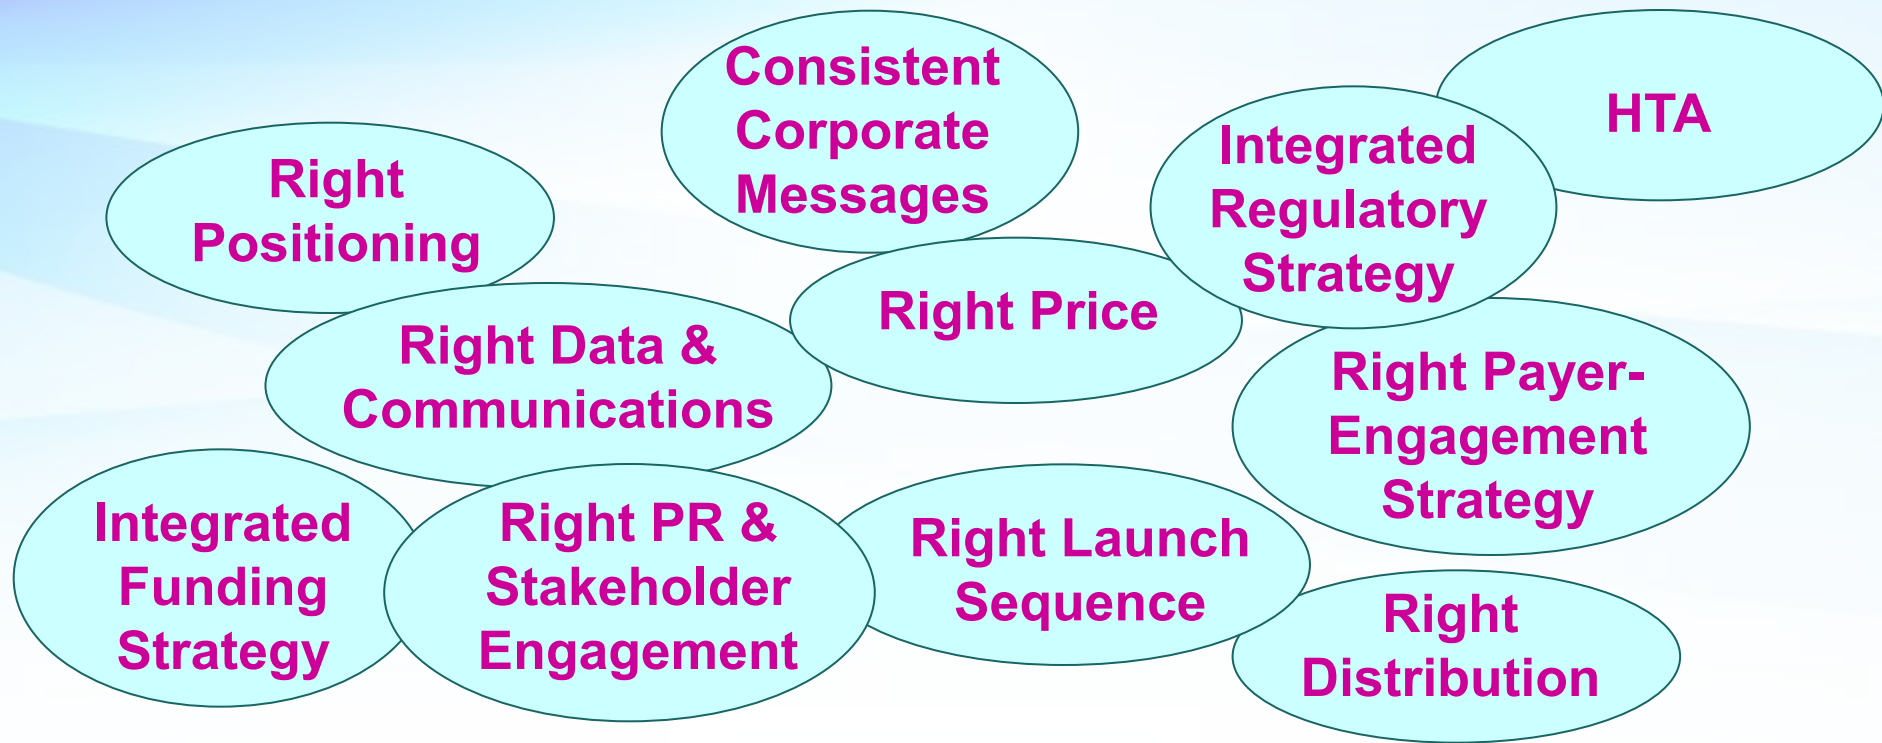 Consistent
Corporate
Messages
HTA
Integrated
Regulatory
Strategy
Right
Positioning
Right Price
Right Data &
Communications
Right Payer-
Engagement
Strategy
Integrated
Funding
Strategy
Right PR &
Stakeholder
Engagement
Right Launch
Sequence
Right
Distribution